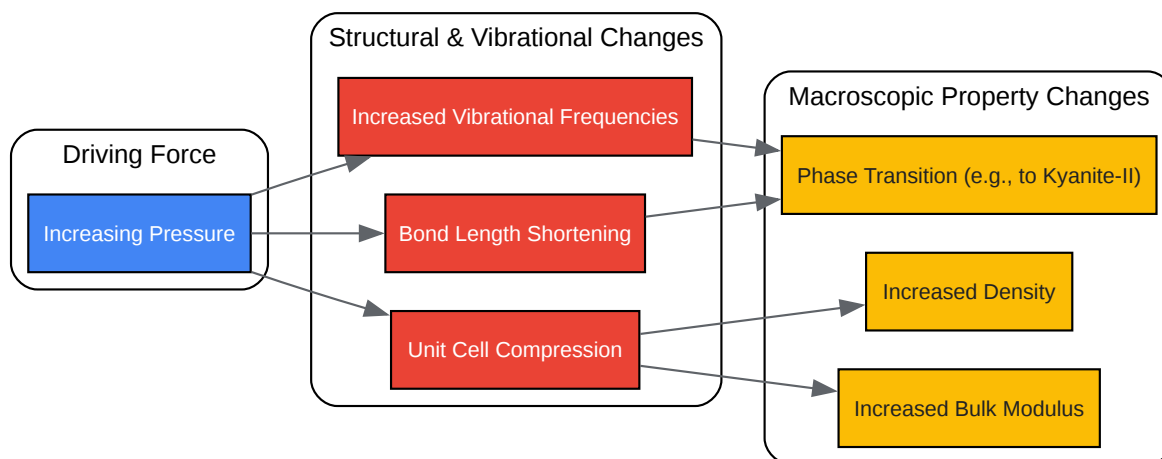 Driving Force
Increasing Pressure
Structural & Vibrational Changes
Increased Vibrational Frequencies
Bond Length Shortening
Unit Cell Compression
Macroscopic Property Changes
Phase Transition (e.g., to Kyanite-II)
Increased Density
Increased Bulk Modulus